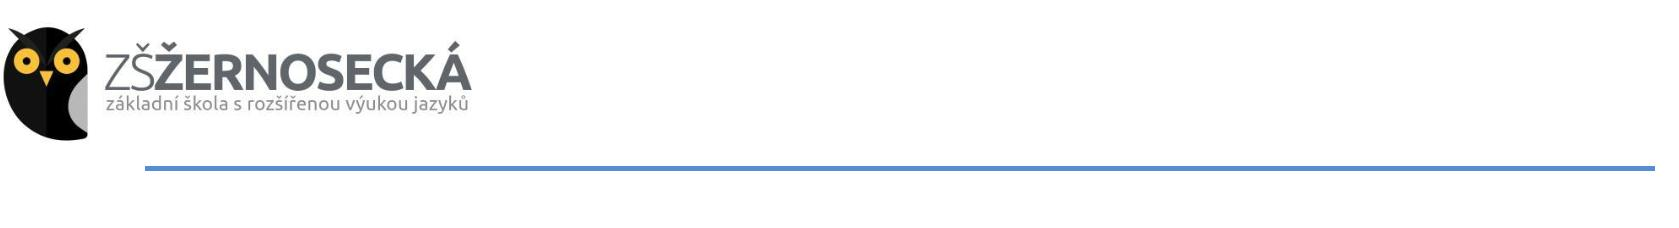 ZŠŽERNOSECKÁ
základní škola s rozšířenou výukou jazyků